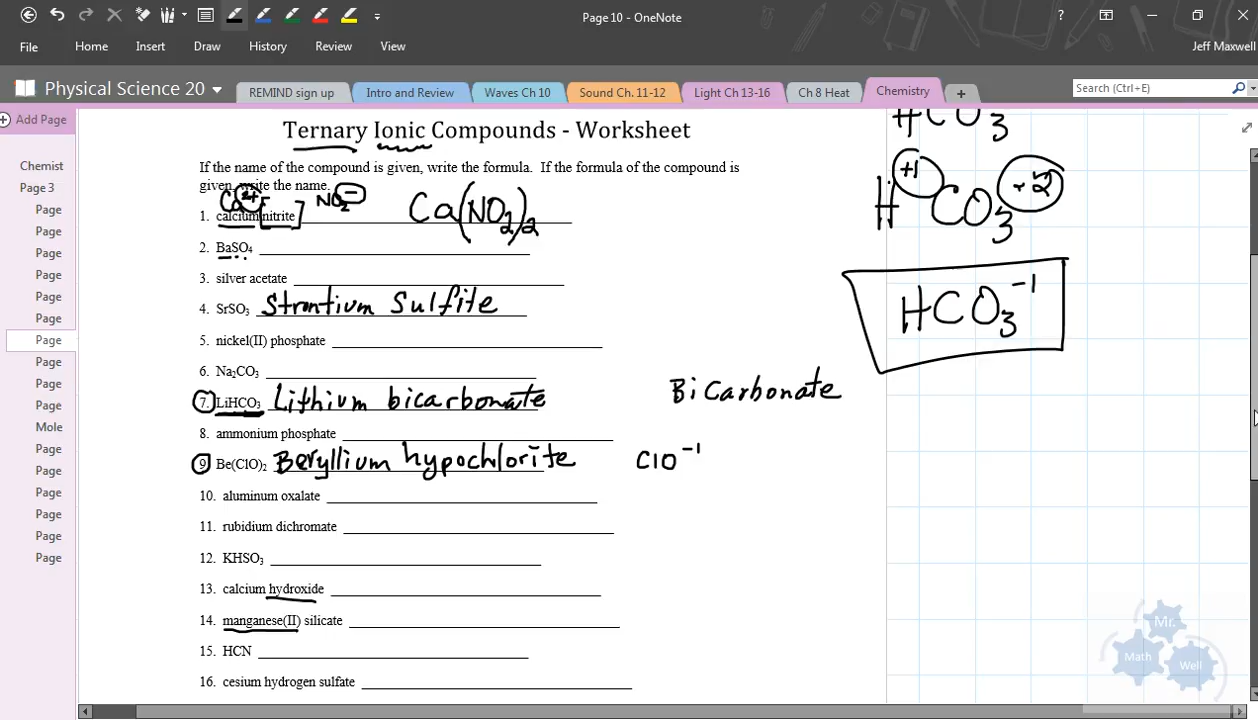 Page 10 - OneNote
?
File Home Insert Draw History Review View
Jeff Maxwell
Physical Science 20
REMIND sign up Intro and Review Waves Ch 10 Sound Ch. 11-12 Light Ch 13-16 Ch 8 Heat Chemistry +
Search (Ctrl+E)
Add Page
Chemist
Page 3
Page
Page
Page
Page
Page
Page
Page
Page
Page
Page
Mole
Page
Page
Page
Page
Page
Page
Ternary Ionic Compounds - Worksheet
If the name of the compound is given, write the formula. If the formula of the compound is
given, write the name.
Ca²⁺ NO₂⁻
1. calcium [nitrite] Ca(NO₂)₂
2. BaSO₄
3. silver acetate
4. SrSO₃ Strontium Sulfite
5. nickel(II) phosphate
6. Na₂CO₃
7. LiHCO₃ Lithium bicarbonate
8. ammonium phosphate
9. Be(ClO)₂ Beryllium hypochlorite
10. aluminum oxalate
11. rubidium dichromate
12. KHSO₃
13. calcium hydroxide
14. manganese(II) silicate
15. HCN
16. cesium hydrogen sulfate
HCO₃
H⁺¹ CO₃⁻²
HCO₃⁻¹
Bicarbonate
ClO⁻¹
Mr.
Math Well